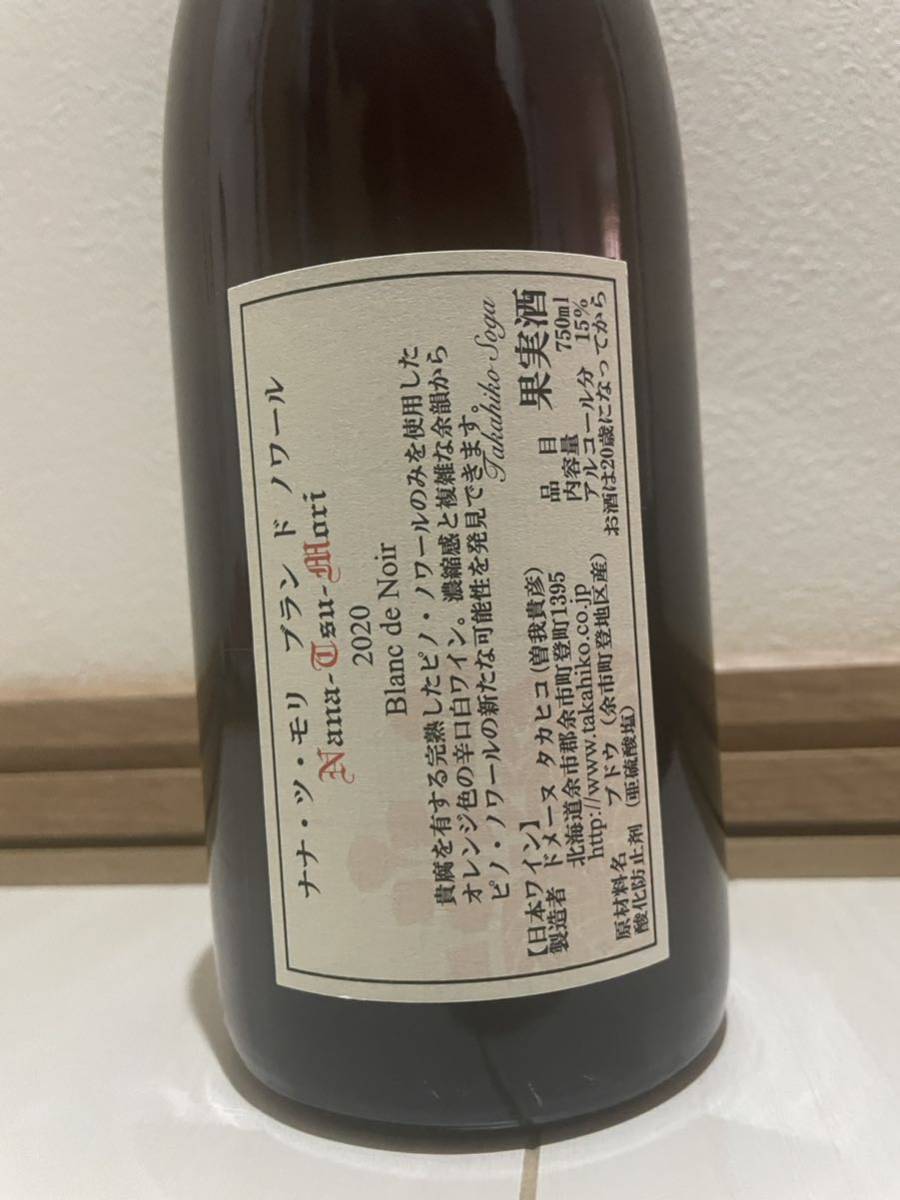 ナナ・ツ・モリ ブラン ド ノワール
Nana-Tsu-Mori
2020
Blanc de Noir
貴腐を有する完熟したピノ・ノワールのみを使用した
オレンジ色の辛口白ワイン。濃縮感と複雑な余韻から
ピノ・ノワールの新たな可能性を発見できます。
Takahiko Soga
【日本ワイン】
製造者 ドメーヌ タカヒコ(曽我貴彦)
北海道余市郡余市町登町1395
http://www.takahiko.co.jp
原材料名 ブドウ(余市町登地区産)
酸化防止剤(亜硫酸塩)
品目 果実酒
内容量 750ml
アルコール分 15%
お酒は20歳になってから